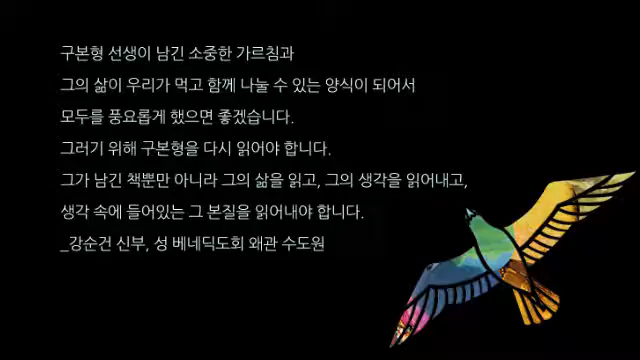 구본형 선생이 남긴 소중한 가르침과
그의 삶이 우리가 먹고 함께 나눌 수 있는 양식이 되어서
모두를 풍요롭게 했으면 좋겠습니다.
그러기 위해 구본형을 다시 읽어야 합니다.
그가 남긴 책뿐만 아니라 그의 삶을 읽고, 그의 생각을 읽어내고,
생각 속에 들어있는 그 본질을 읽어내야 합니다.
_강순건 신부, 성 베네딕도회 왜관 수도원